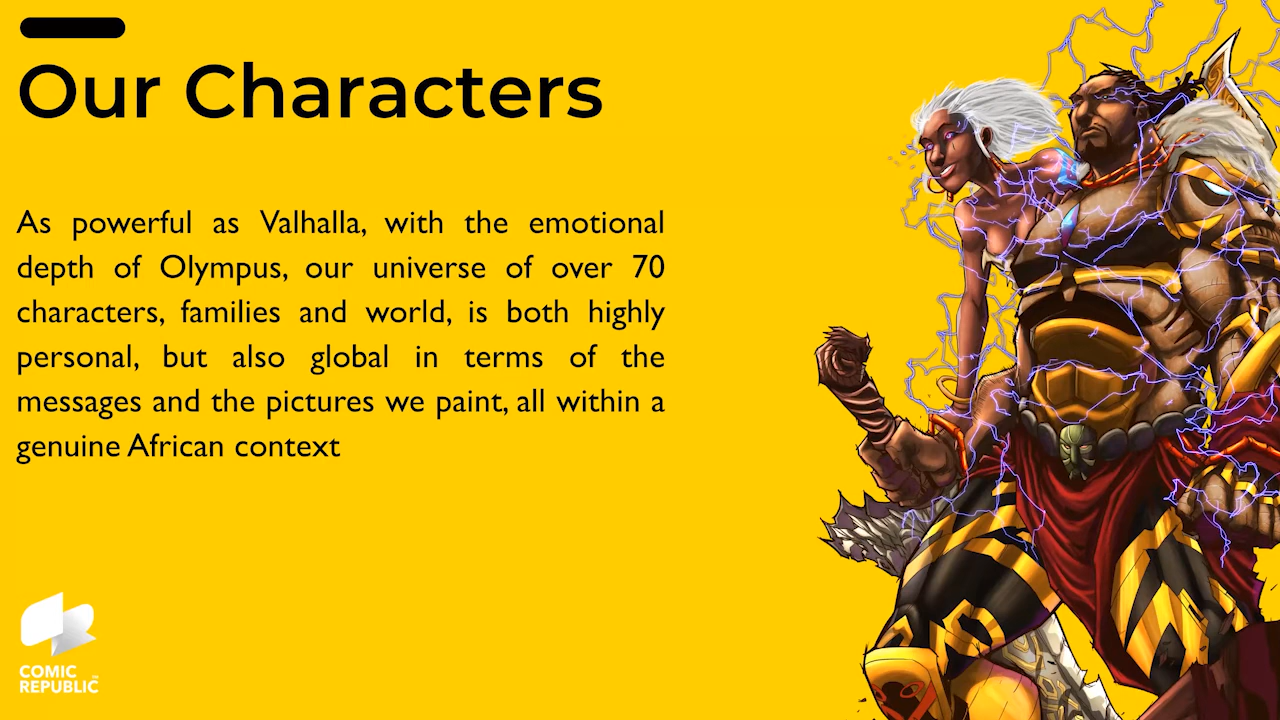 Our Characters
As powerful as Valhalla, with the emotional
depth of Olympus, our universe of over 70
characters, families and world, is both highly
personal, but also global in terms of the
messages and the pictures we paint, all within a
genuine African context
COMIC
REPUBLIC